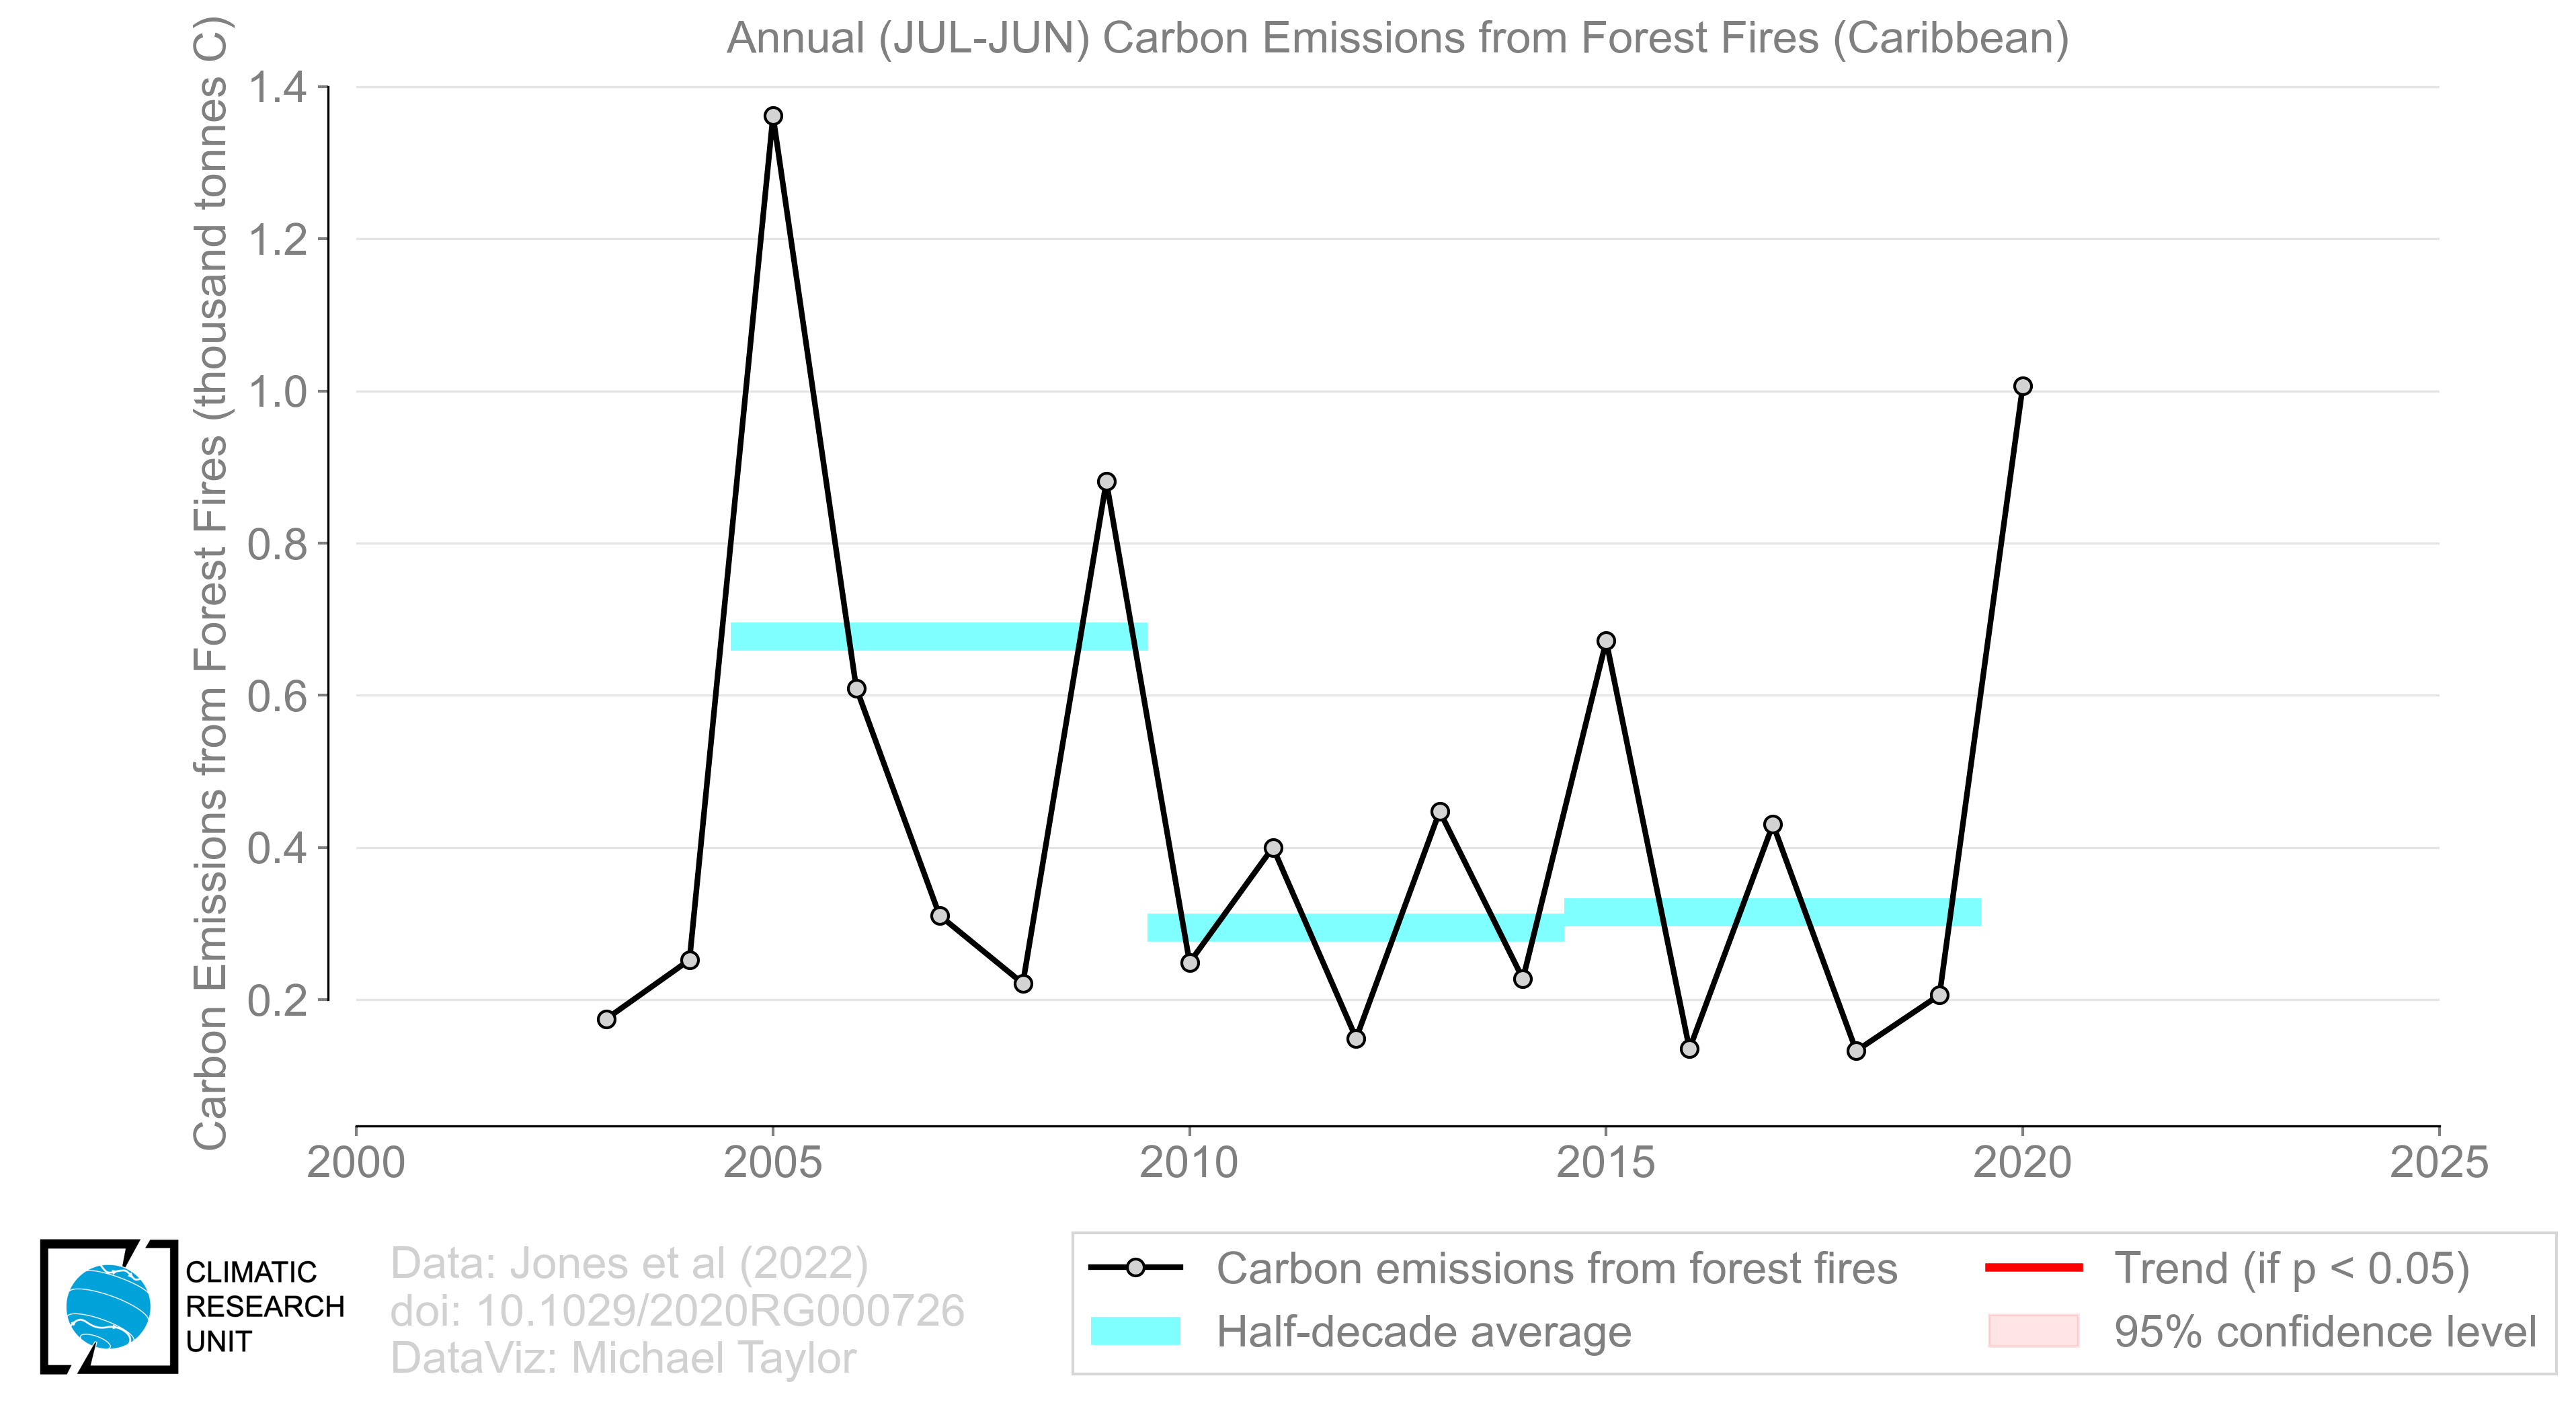 Annual (JUL-JUN) Carbon Emissions from Forest Fires (Caribbean)
Carbon Emissions from Forest Fires (thousand tonnes C)
1.4
1.2
1.0
0.8
0.6
0.4
0.2
2000 2005 2010 2015 2020 2025
CLIMATIC
RESEARCH
UNIT
Data: Jones et al (2022)
doi: 10.1029/2020RG000726
DataViz: Michael Taylor
Carbon emissions from forest fires
Half-decade average
Trend (if p < 0.05)
95% confidence level